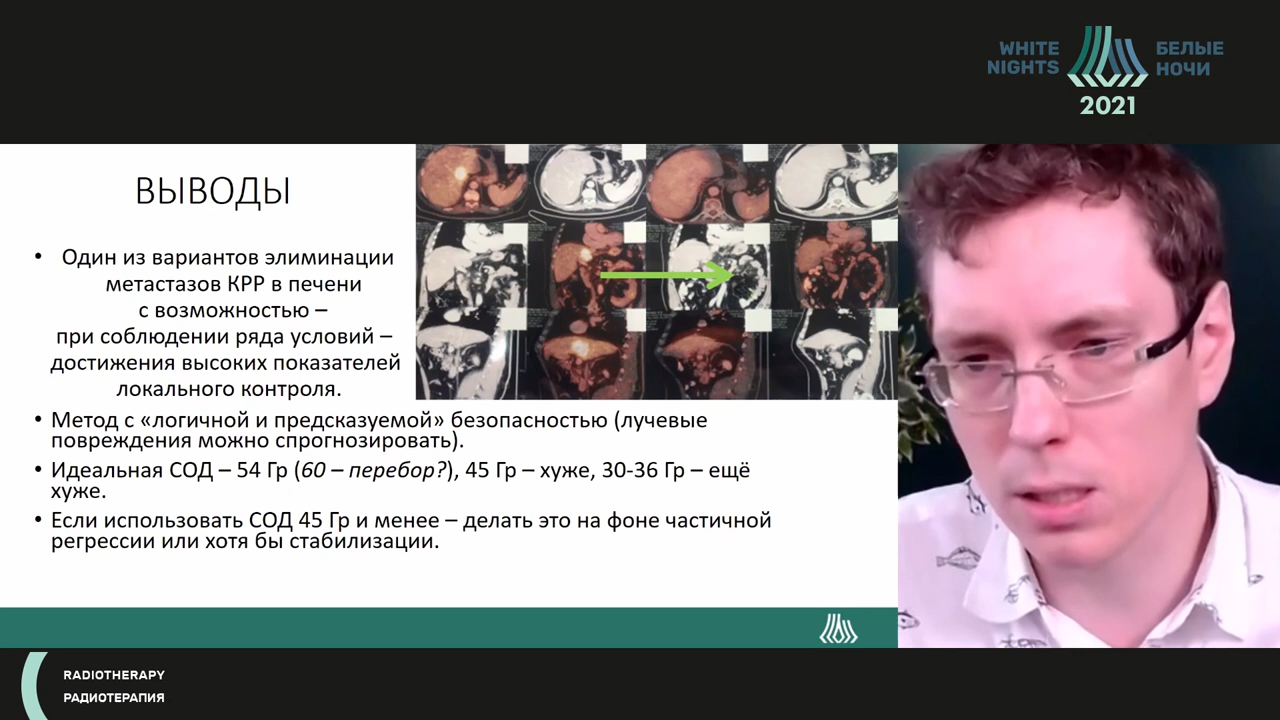 WHITE
NIGHTS
БЕЛЫЕ
НОЧИ
2021
ВЫВОДЫ
• Один из вариантов элиминации
метастазов КРР в печени
с возможностью –
при соблюдении ряда условий –
достижения высоких показателей
локального контроля.
• Метод с «логичной и предсказуемой» безопасностью (лучевые
повреждения можно спрогнозировать).
• Идеальная СОД – 54 Гр (60 – перебор?), 45 Гр – хуже, 30-36 Гр – ещё
хуже.
• Если использовать СОД 45 Гр и менее – делать это на фоне частичной
регрессии или хотя бы стабилизации.
RADIOTHERAPY
РАДИОТЕРАПИЯ